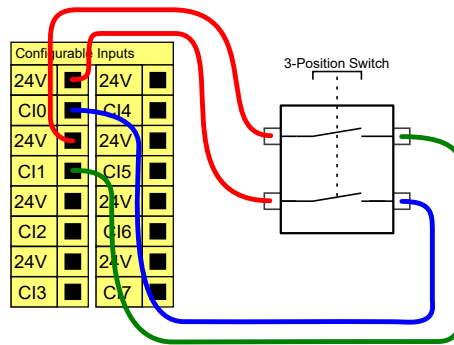 Configurable Inputs
24V 24V
CI0 CI4
24V 24V
CI1 CI5
24V 24V
CI2 CI6
24V 24V
CI3 CI7
3-Position Switch